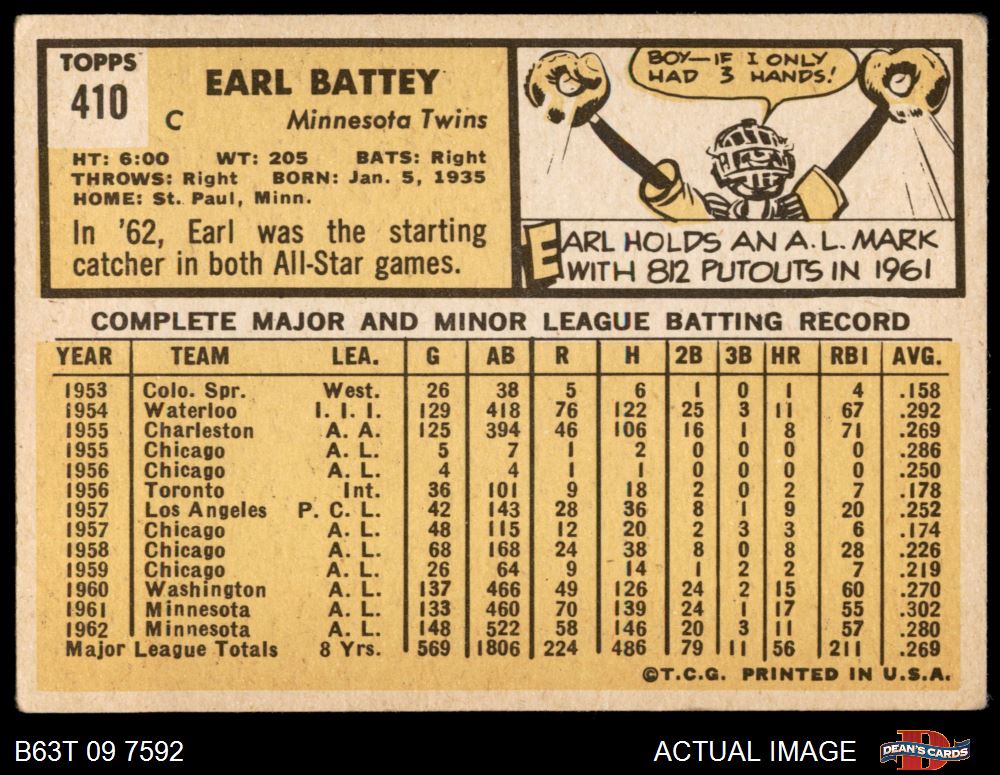 TOPPS
410
EARL BATTEY
C Minnesota Twins
HT: 6:00 WT: 205 BATS: Right
THROWS: Right BORN: Jan. 5, 1935
HOME: St. Paul, Minn.
In '62, Earl was the starting
catcher in both All-Star games.
BOY—IF I ONLY
HAD 3 HANDS!
EARL HOLDS AN A.L. MARK
WITH 812 PUTOUTS IN 1961
COMPLETE MAJOR AND MINOR LEAGUE BATTING RECORD
YEAR TEAM LEA. G AB R H 2B 3B HR RBI AVG.
1953 Colo. Spr. West. 26 38 5 6 1 0 1 4 .158
1954 Waterloo I. I. I. 129 418 76 122 25 3 11 67 .292
1955 Charleston A. A. 125 394 46 106 16 1 8 71 .269
1955 Chicago A. L. 5 7 1 2 0 0 0 0 .286
1956 Chicago A. L. 4 4 1 1 0 0 0 0 .250
1956 Toronto Int. 36 101 9 18 2 0 2 7 .178
1957 Los Angeles P. C. L. 42 143 28 36 8 1 9 20 .252
1957 Chicago A. L. 48 115 12 20 2 3 3 6 .174
1958 Chicago A. L. 68 168 24 38 8 0 8 28 .226
1959 Chicago A. L. 26 64 9 14 1 2 2 7 .219
1960 Washington A. L. 137 466 49 126 24 2 15 60 .270
1961 Minnesota A. L. 133 460 70 139 24 1 17 55 .302
1962 Minnesota A. L. 148 522 58 146 20 3 11 57 .280
Major League Totals 8 Yrs. 569 1806 224 486 79 11 56 211 .269
©T.C.G. PRINTED IN U.S.A.
B63T 09 7592 ACTUAL IMAGE
DEAN'S CARDS